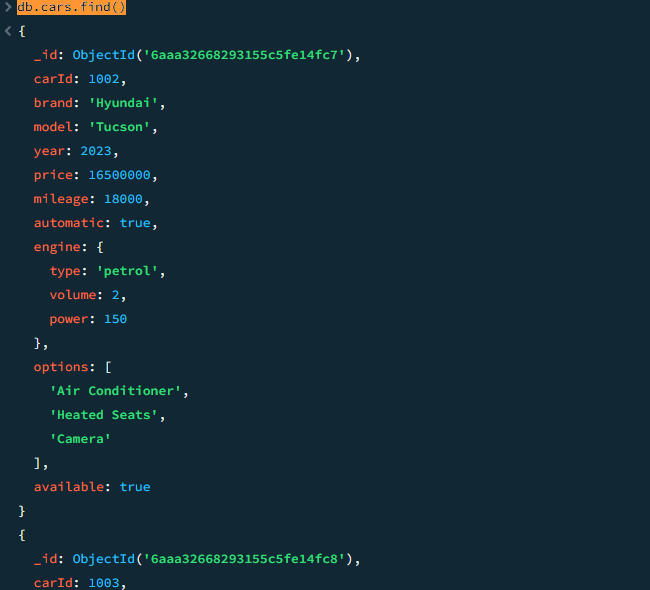 db.cars.find()
{
_id: ObjectId('6aaa32668293155c5fe14fc7'),
carId: 1002,
brand: 'Hyundai',
model: 'Tucson',
year: 2023,
price: 16500000,
mileage: 18000,
automatic: true,
engine: {
type: 'petrol',
volume: 2,
power: 150
},
options: [
'Air Conditioner',
'Heated Seats',
'Camera'
],
available: true
}
{
_id: ObjectId('6aaa32668293155c5fe14fc8'),
carId: 1003,